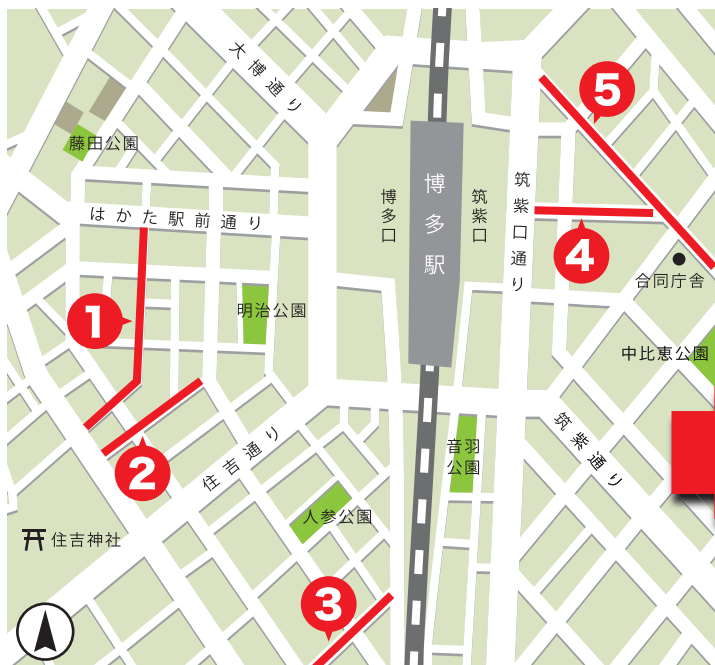 大博通り
藤田公園
はかた駅前通り
博多口
博多駅
筑紫口
筑紫口通り
5
4
合同庁舎
明治公園
1
中比恵公園
2
住吉通り
音羽
公園
筑紫通り
人参公園
住吉神社
3